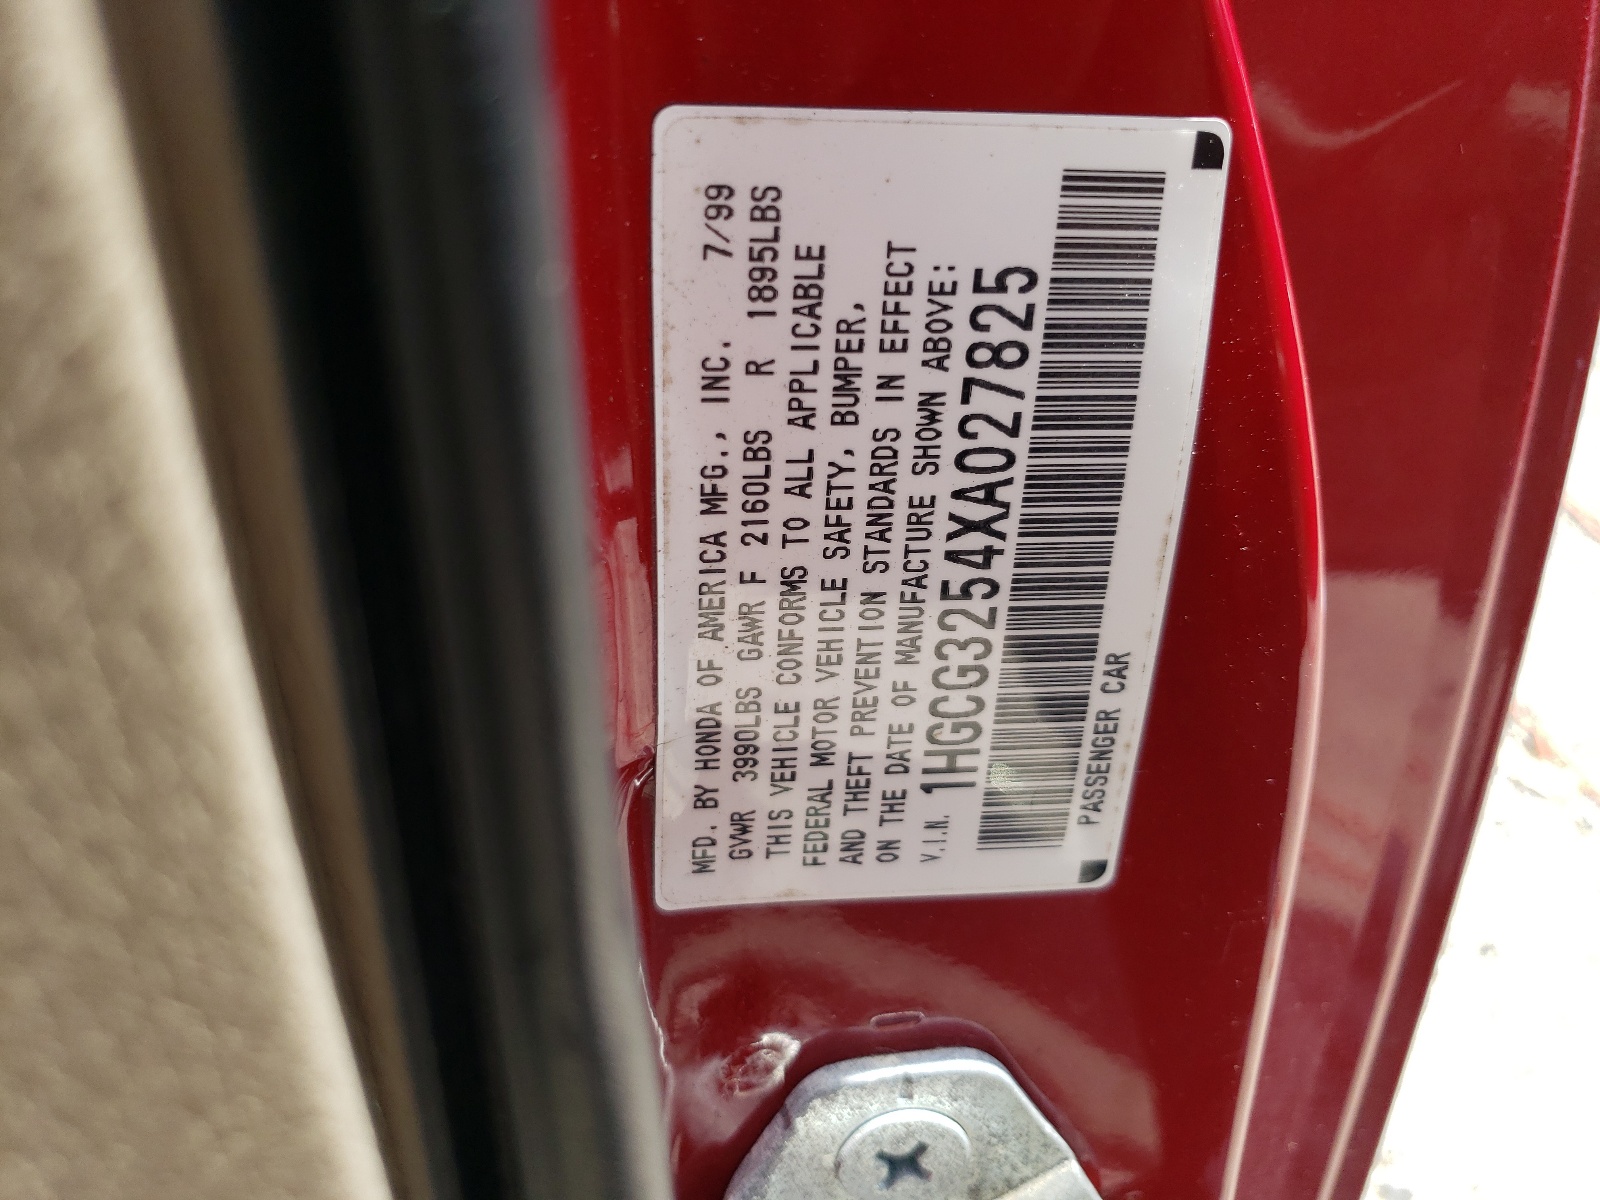 MFD. BY HONDA OF AMERICA MFG., INC. 7/99
GVWR 3990LBS GAWR F 2160LBS R 1895LBS
THIS VEHICLE CONFORMS TO ALL APPLICABLE
FEDERAL MOTOR VEHICLE SAFETY, BUMPER,
AND THEFT PREVENTION STANDARDS IN EFFECT
ON THE DATE OF MANUFACTURE SHOWN ABOVE:
V.I.N. 1HGCG3254XA027825
PASSENGER CAR